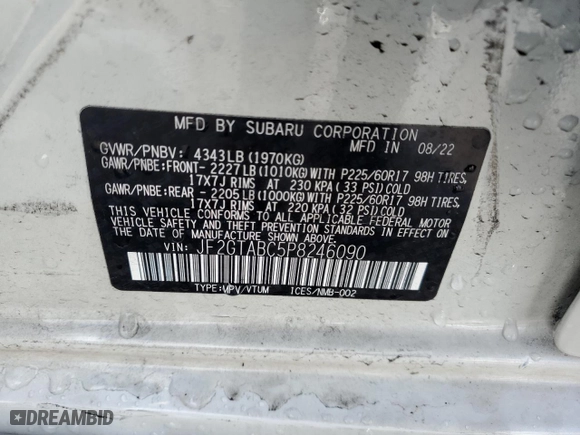 MFD BY SUBARU CORPORATION
MFD IN 08/22
GVWR/PNBV: 4343LB(1970KG)
GAWR/PNBE:FRONT- 2227LB(1010KG)WITH P225/60R17 98H TIRES,
17X7J RIMS AT 230 KPA(33 PSI)COLD
GAWR/PNBE:REAR - 2205LB(1000KG)WITH P225/60R17 98H TIRES,
17X7J RIMS AT 220 KPA(32 PSI)COLD
THIS VEHICLE CONFORMS TO ALL APPLICABLE FEDERAL MOTOR
VEHICLE SAFETY STANDARDS IN EFFECT ON THE DATE OF
MANUFACTURE SHOWN ABOVE.
VIN: JF2GTABC5P8246090
TYPE:MPV/VTUM ICES/NMB-002
DREAMBID